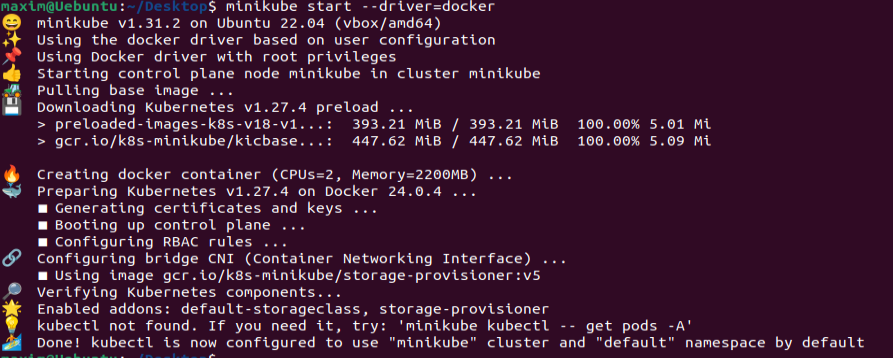 maxim@Uebuntu:~/Desktop$ minikube start --driver=docker
😄 minikube v1.31.2 on Ubuntu 22.04 (vbox/amd64)
✨ Using the docker driver based on user configuration
📌 Using Docker driver with root privileges
👍 Starting control plane node minikube in cluster minikube
🚜 Pulling base image ...
💾 Downloading Kubernetes v1.27.4 preload ...
> preloaded-images-k8s-v18-v1...: 393.21 MiB / 393.21 MiB 100.00% 5.01 Mi
> gcr.io/k8s-minikube/kicbase...: 447.62 MiB / 447.62 MiB 100.00% 5.09 Mi
🔥 Creating docker container (CPUs=2, Memory=2200MB) ...
🐳 Preparing Kubernetes v1.27.4 on Docker 24.0.4 ...
■ Generating certificates and keys ...
■ Booting up control plane ...
■ Configuring RBAC rules ...
🔗 Configuring bridge CNI (Container Networking Interface) ...
■ Using image gcr.io/k8s-minikube/storage-provisioner:v5
🔎 Verifying Kubernetes components...
🌟 Enabled addons: default-storageclass, storage-provisioner
💡 kubectl not found. If you need it, try: 'minikube kubectl -- get pods -A'
🏄 Done! kubectl is now configured to use "minikube" cluster and "default" namespace by default
maxim@Uebuntu:~/Desktop$